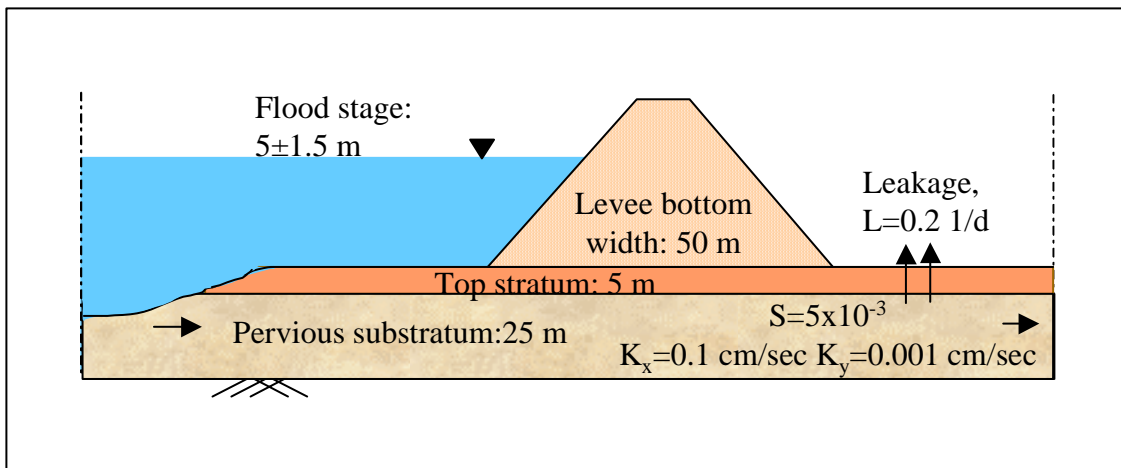 Flood stage:
5±1.5 m
Leakage,
L=0.2 1/d
Levee bottom
width: 50 m
Top stratum: 5 m
Pervious substratum:25 m
S=5x10⁻³
Kₓ=0.1 cm/sec Kᵧ=0.001 cm/sec